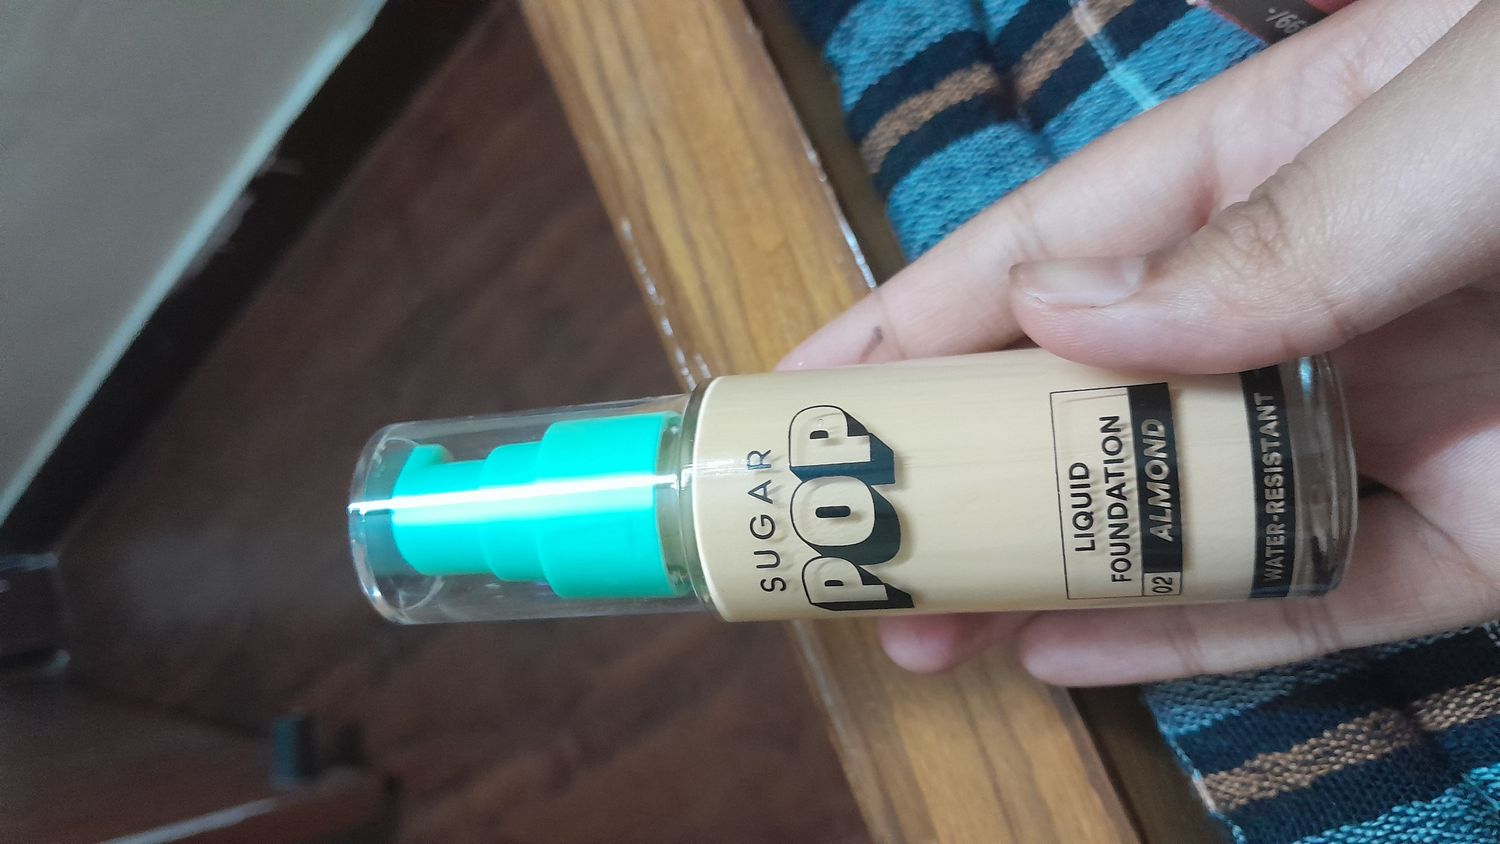 SUGAR
POP
LIQUID
FOUNDATION
02 ALMOND
WATER-RESISTANT